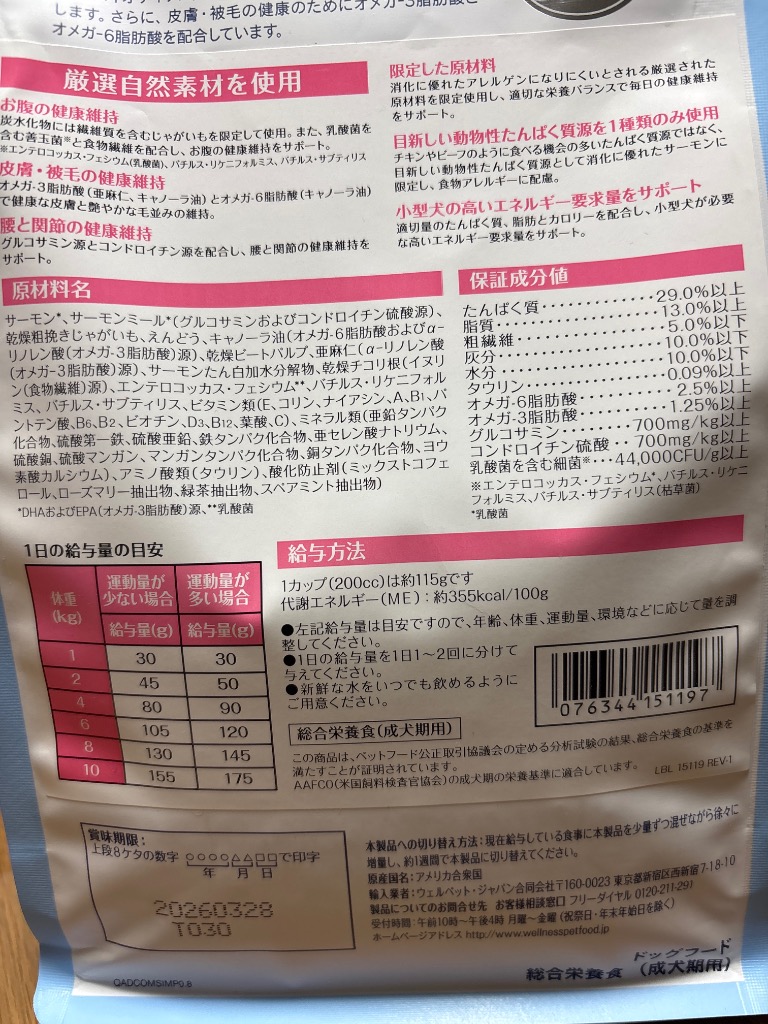 します。さらに、皮膚・被毛の健康のためにオメガ-3脂肪酸と
オメガ-6脂肪酸を配合しています。
厳選自然素材を使用
お腹の健康維持
炭水化物には繊維質を含むじゃがいもを限定して使用。また、乳酸菌を
含む善玉菌※と食物繊維を配合し、お腹の健康維持をサポート。
※エンテロコッカス・フェシウム(乳酸菌)、バチルス・リケニフォルミス、バチルス・サブティリス
皮膚・被毛の健康維持
オメガ-3脂肪酸(亜麻仁、キャノーラ油)とオメガ-6脂肪酸(キャノーラ油)
で健康な皮膚と艶やかな毛並みの維持。
腰と関節の健康維持
グルコサミン源とコンドロイチン源を配合し、腰と関節の健康維持を
サポート。
限定した原材料
消化に優れたアレルゲンになりにくいとされる厳選された
原材料を限定使用し、適切な栄養バランスで毎日の健康維持
をサポート。
目新しい動物性たんぱく質源を1種類のみ使用
チキンやビーフのように食べる機会の多いたんぱく質源ではなく、
目新しい動物性たんぱく質源として消化に優れたサーモンに
限定し、食物アレルギーに配慮。
小型犬の高いエネルギー要求量をサポート
適切量のたんぱく質、脂肪とカロリーを配合し、小型犬が必要
な高いエネルギー要求量をサポート。
原材料名
サーモン*、サーモンミール*(グルコサミンおよびコンドロイチン硫酸源)、
乾燥粗挽きじゃがいも、えんどう、キャノーラ油(オメガ-6脂肪酸およびα-
リノレン酸(オメガ-3脂肪酸)源)、乾燥ビートパルプ、亜麻仁(α-リノレン酸
(オメガ-3脂肪酸)源)、サーモンたん白加水分解物、乾燥チコリ根(イヌリ
ン(食物繊維)源)、エンテロコッカス・フェシウム**、バチルス・リケニフォル
ミス、バチルス・サブティリス、ビタミン類(E、コリン、ナイアシン、A、B1、パ
ントテン酸、B6、B2、ビオチン、D3、B12、葉酸、C)、ミネラル類(亜鉛タンパク
化合物、硫酸第一鉄、硫酸亜鉛、鉄タンパク化合物、亜セレン酸ナトリウム、
硫酸銅、硫酸マンガン、マンガンタンパク化合物、銅タンパク化合物、ヨウ
素酸カルシウム)、アミノ酸類(タウリン)、酸化防止剤(ミックストコフェ
ロール、ローズマリー抽出物、緑茶抽出物、スペアミント抽出物)
*DHAおよびEPA(オメガ-3脂肪酸)源、**乳酸菌
保証成分値
たんぱく質・・・・・・・・・・・29.0%以上
脂質・・・・・・・・・・・・・・・・13.0%以上
粗繊維・・・・・・・・・・・・・・・5.0%以下
灰分・・・・・・・・・・・・・・・・10.0%以下
水分・・・・・・・・・・・・・・・・10.0%以下
タウリン・・・・・・・・・・・・・0.09%以上
オメガ-6脂肪酸・・・・・・・・2.5%以上
オメガ-3脂肪酸・・・・・・・1.25%以上
グルコサミン・・・・・700mg/kg以上
コンドロイチン硫酸・・700mg/kg以上
乳酸菌を含む細菌※・・・44,000CFU/g以上
※エンテロコッカス・フェシウム*、バチルス・リケニ
フォルミス、バチルス・サブティリス(枯草菌)
*乳酸菌
1日の給与量の目安
体重(kg) 運動量が少ない場合 運動量が多い場合
給与量(g) 給与量(g)
1 30 30
2 45 50
4 80 90
6 105 120
8 130 145
10 155 175
給与方法
1カップ(200cc)は約115gです
代謝エネルギー(ME):約355kcal/100g
●左記給与量は目安ですので、年齢、体重、運動量、環境などに応じて量を調
整してください。
●1日の給与量を1日1~2回に分けて
与えてください。
●新鮮な水をいつでも飲めるように
ご用意ください。
076344 151197
総合栄養食(成犬期用)
この商品は、ペットフード公正取引協議会の定める分析試験の結果、総合栄養食の基準を
満たすことが証明されています。
AAFCO(米国飼料検査官協会)の成犬期の栄養基準に適合しています。
LBL 15119 REV-1
賞味期限:
上段8ケタの数字 ○○○○△△□□で印字
年 月 日
20260328
T030
本製品への切り替え方法:現在給与している食事に本製品を少量ずつ混ぜながら徐々に
増量し、約1週間で本製品に切り替えてください。
原産国名:アメリカ合衆国
輸入業者:ウェルペット・ジャパン合同会社〒160-0023 東京都新宿区西新宿7-18-10
製品についてのお問合せ先 お客様相談窓口 フリーダイヤル 0120-211-291
受付時間:午前10時~午後4時 月曜~金曜(祝祭日・年末年始日を除く)
ホームページアドレス http://www.wellnesspetfood.jp
ドッグフード
総合栄養食 (成犬期用)
CADCOMSIMP0.8